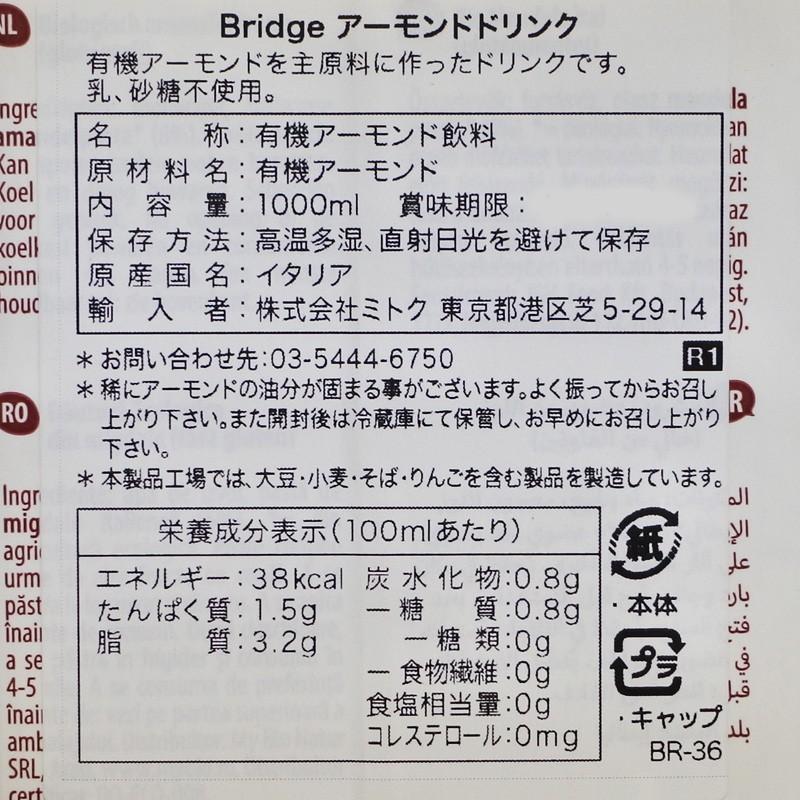 Bridge アーモンドドリンク
有機アーモンドを主原料に作ったドリンクです。
乳、砂糖不使用。
名称：有機アーモンド飲料
原材料名：有機アーモンド
内容量：1000ml 賞味期限：
保存方法：高温多湿、直射日光を避けて保存
原産国名：イタリア
輸入者：株式会社ミトク 東京都港区芝5-29-14
＊お問い合わせ先：03-5444-6750 R1
＊稀にアーモンドの油分が固まる事がございます。よく振ってからお召し
上がり下さい。また開封後は冷蔵庫にて保管し、お早めにお召し上がり
下さい。
＊本製品工場では、大豆・小麦・そば・りんごを含む製品を製造しています。
栄養成分表示（100mlあたり）
エネルギー：38kcal
たんぱく質：1.5g
脂質：3.2g
炭水化物：0.8g
―糖質：0.8g
―糖類：0g
食物繊維：0g
食塩相当量：0g
コレステロール：0mg
紙
・本体
プラ
・キャップ
BR-36
NL
RO
4-5
SRL,